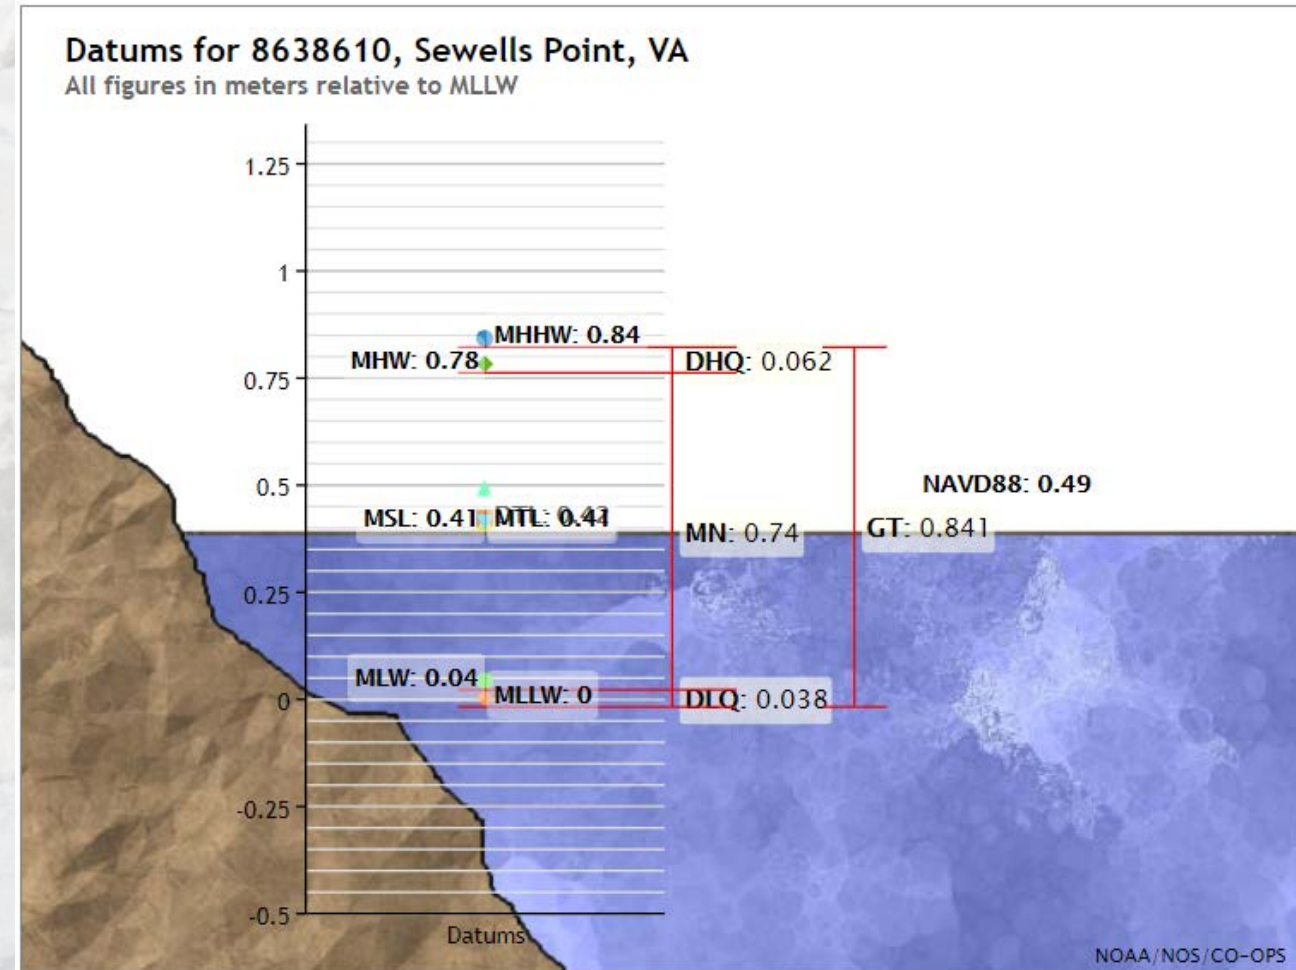 Datums for 8638610, Sewells Point, VA
All figures in meters relative to MLLW
1.25
1
MHHW: 0.84
MHW: 0.78
DHQ: 0.062
0.75
0.5
NAVD88: 0.49
MSL: 0.41
MTL: 0.41
MN: 0.74
GT: 0.841
0.25
MLW: 0.04
MLLW: 0
DLQ: 0.038
0
-0.25
-0.5
Datums
NOAA/NOS/CO-OPS